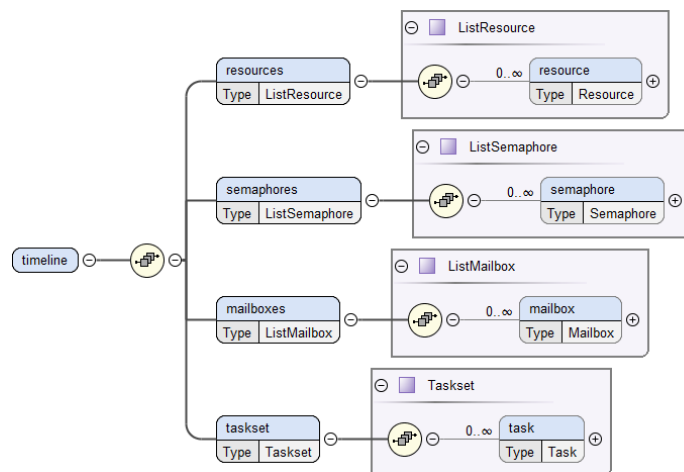 ListResource
resources
Type ListResource
0..∞
resource
Type Resource
ListSemaphore
semaphores
Type ListSemaphore
0..∞
semaphore
Type Semaphore
timeline
ListMailbox
mailboxes
Type ListMailbox
0..∞
mailbox
Type Mailbox
Taskset
taskset
Type Taskset
0..∞
task
Type Task